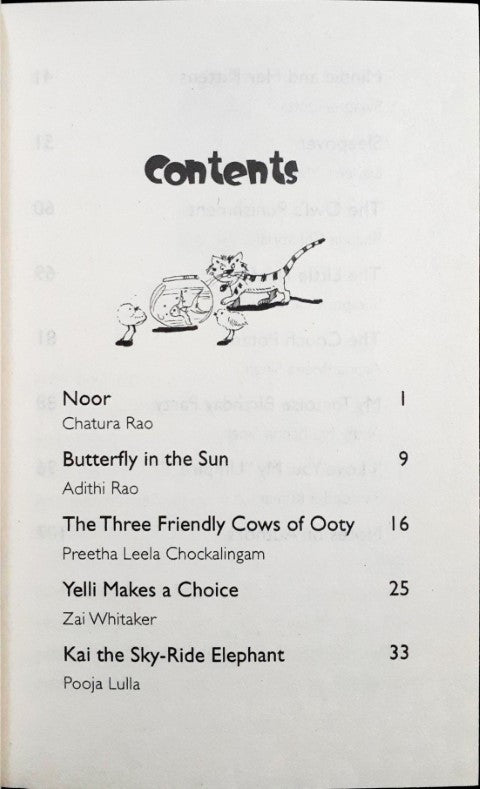 Contents
Noor 1
Chatura Rao
Butterfly in the Sun 9
Adithi Rao
The Three Friendly Cows of Ooty 16
Preetha Leela Chockalingam
Yelli Makes a Choice 25
Zai Whitaker
Kai the Sky-Ride Elephant 33
Pooja Lulla